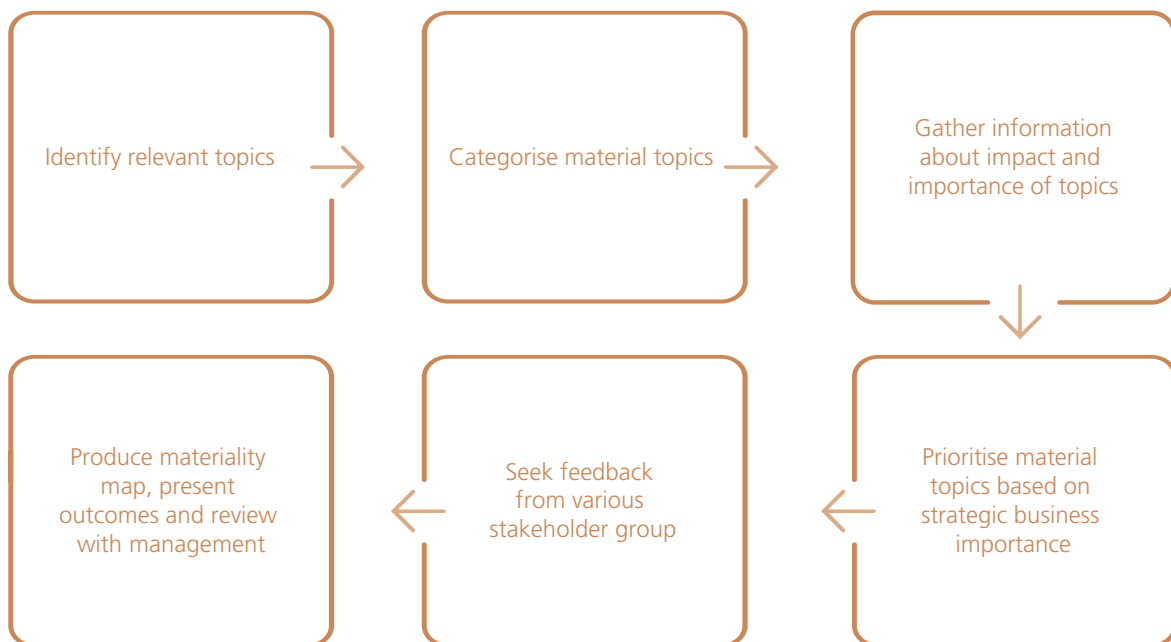 Identify relevant topics
Categorise material topics
Gather information
about impact and
importance of topics
Prioritise material
topics based on
strategic business
importance
Seek feedback
from various
stakeholder group
Produce materiality
map, present
outcomes and review
with management